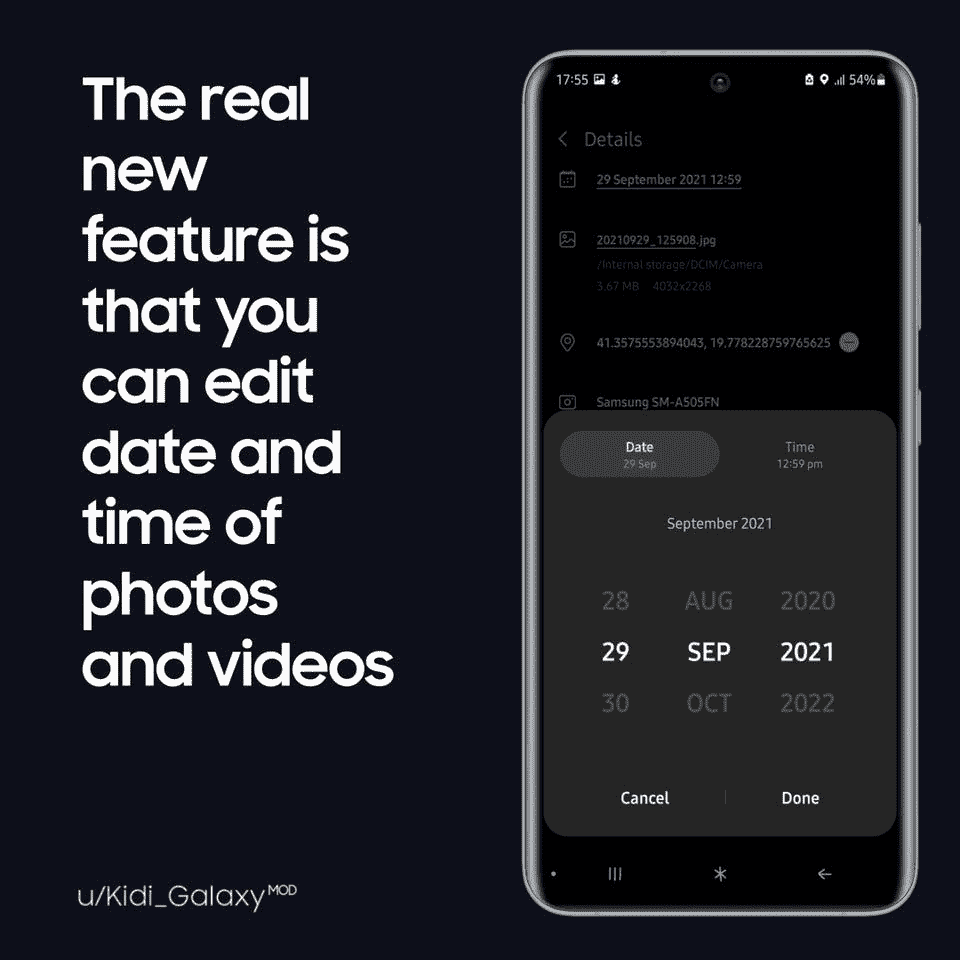 The real
new
feature is
that you
can edit
date and
time of
photos
and videos
u/Kidi_Galaxy MOD
17:55 54%
Details
29 September 2021 12:59
20210929_125908.jpg
/Internal storage/DCIM/Camera
3.67 MB 4032x2268
41.3575553894043, 19.778228759765625
Samsung SM-A505FN
Date Time
29 Sep 12:59 pm
September 2021
28 AUG 2020
29 SEP 2021
30 OCT 2022
Cancel Done